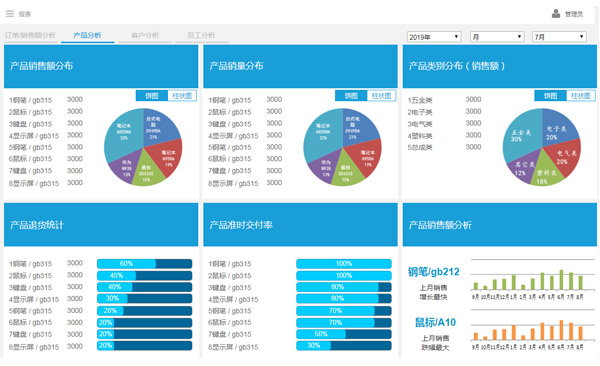 报表
管理员
订单/销售额分析 产品分析 客户分析 员工分析
2019年 月 7月
产品销售额分布
饼图 柱状图
1钢笔 / gb315 3000
2鼠标 / gb315 3000
3键盘 / gb315 3000
4显示屏 / gb315 3000
5钢笔 / gb315 3000
6鼠标 / gb315 3000
7键盘 / gb315 3000
8显示屏 / gb315 3000
台式电脑
21%
笔记本
19%
鼠标
15%
华为
13%
笔记本
32%
产品销量分布
饼图 柱状图
1钢笔 / gb315 3000
2鼠标 / gb315 3000
3键盘 / gb315 3000
4显示屏 / gb315 3000
5钢笔 / gb315 3000
6鼠标 / gb315 3000
7键盘 / gb315 3000
8显示屏 / gb315 3000
台式电脑
21%
笔记本
19%
鼠标
15%
华为
13%
笔记本
32%
产品类别分布（销售额）
饼图 柱状图
1五金类 3000
2电子类 3000
3电气类 3000
4塑料类 3000
5总成类 3000
电子类
20%
电气类
20%
塑料类
18%
其它类
12%
五金类
30%
产品退货统计
1钢笔 / gb315 3000 60%
2鼠标 / gb315 3000 45%
3键盘 / gb315 3000 40%
4显示屏 / gb315 3000 30%
5钢笔 / gb315 3000 28%
6鼠标 / gb315 3000 20%
7键盘 / gb315 3000 20%
8显示屏 / gb315 3000 20%
产品准时交付率
1钢笔 / gb315 100%
2鼠标 / gb315 100%
3键盘 / gb315 80%
4显示屏 / gb315 80%
5钢笔 / gb315 70%
6鼠标 / gb315 70%
7键盘 / gb315 50%
8显示屏 / gb315 30%
产品销售额分析
钢笔/gb212
上月销售
增长最快
9月 10月 11月 12月 1月 2月 3月 4月 5月 6月 7月 8月
鼠标/A10
上月销售
跌幅最大
9月 10月 11月 12月 1月 2月 3月 4月 5月 6月 7月 8月